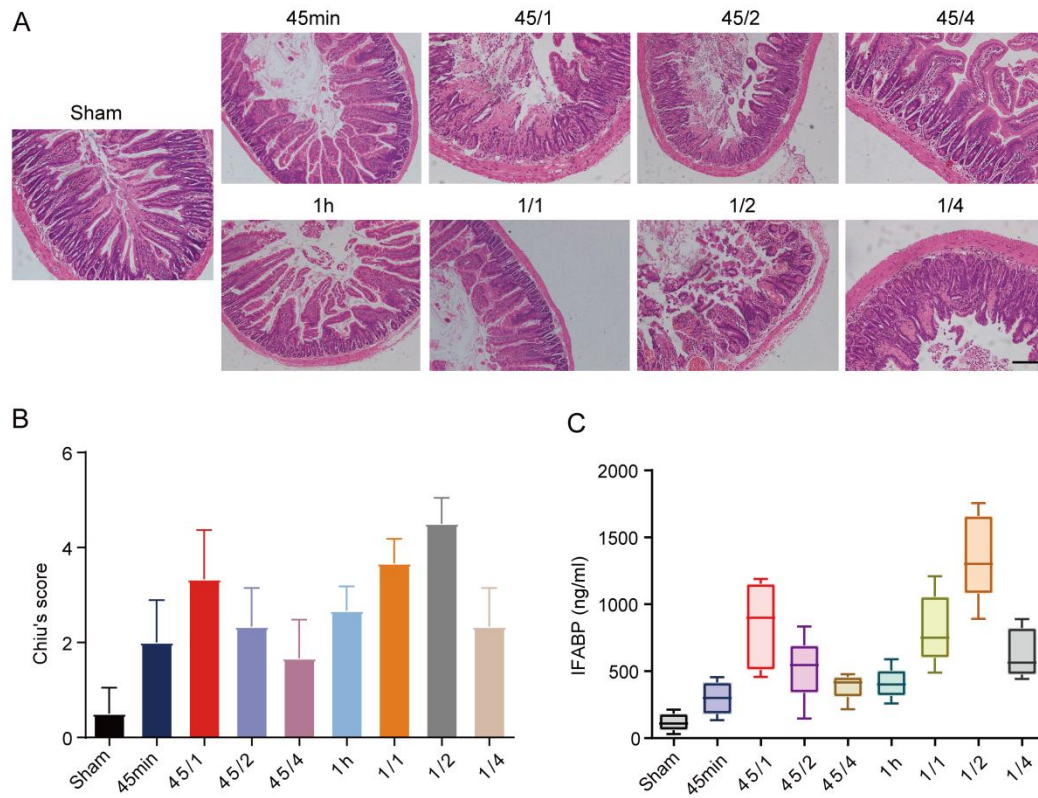 A
45min
45/1
45/2
45/4
Sham
1h
1/1
1/2
1/4
B
Chiu's score
6
4
2
0
Sham
45min
45/1
45/2
45/4
1h
1/1
1/2
1/4
C
IFABP (ng/ml)
2000
1500
1000
500
0
Sham
45min
45/1
45/2
45/4
1h
1/1
1/2
1/4